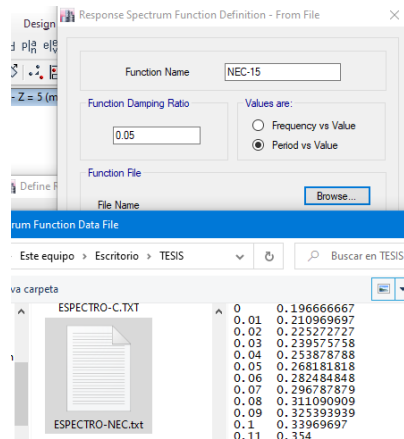 Design
Response Spectrum Function Definition - From File
- Z = 5 (m
Function Name
NEC-15
Function Damping Ratio
0.05
Values are:
Frequency vs Value
Period vs Value
Define F
Function File
Browse...
File Name
rum Function Data File
Este equipo > Escritorio > TESIS
Buscar en TESIS
va carpeta
ESPECTRO-C.TXT
ESPECTRO-NEC.txt
0 0.196666667
0.01 0.210969697
0.02 0.225272727
0.03 0.239575758
0.04 0.253878788
0.05 0.268181818
0.06 0.282484848
0.07 0.296787879
0.08 0.311090909
0.09 0.325393939
0.1 0.33969697
0.11 0.354